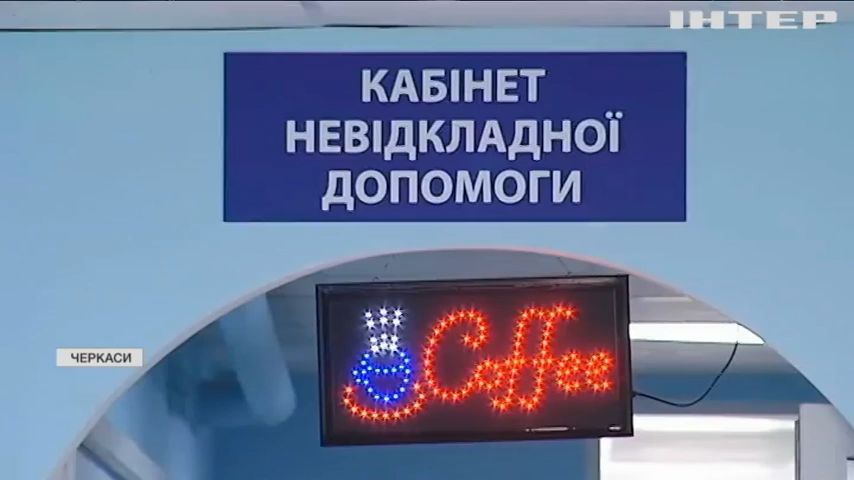 ІНТЕР
КАБІНЕТ
НЕВІДКЛАДНОЇ
ДОПОМОГИ
Coffee
ЧЕРКАСИ